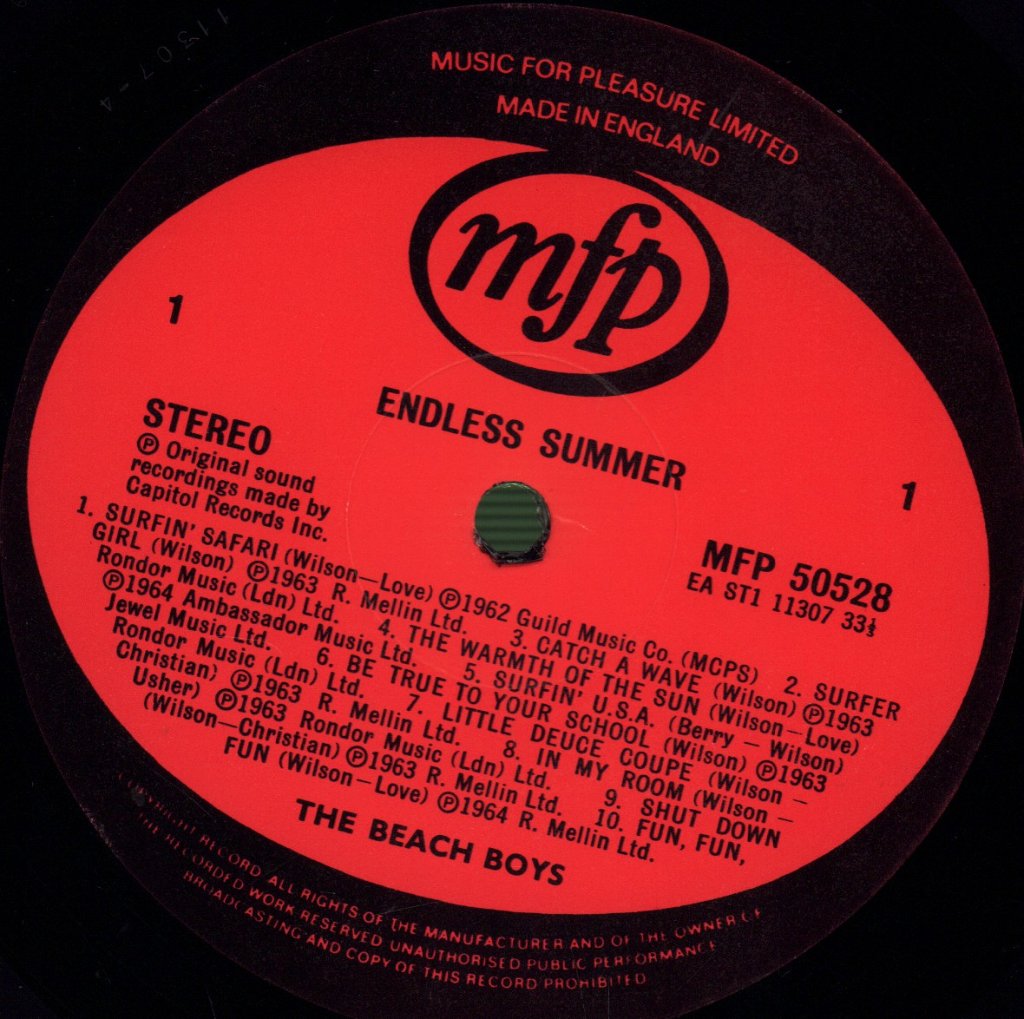 11307-4
MUSIC FOR PLEASURE LIMITED
MADE IN ENGLAND
mfp
1
1
ENDLESS SUMMER
STEREO
℗ Original sound
recordings made by
Capitol Records Inc.
MFP 50528
EA ST1 11307 33⅓
1. SURFIN' SAFARI (Wilson—Love) ℗1962 Guild Music Co. (MCPS) 2. SURFER
GIRL (Wilson) ℗1963 R. Mellin Ltd. 3. CATCH A WAVE (Wilson) ℗1963
Rondor Music (Ldn) Ltd. 4. THE WARMTH OF THE SUN (Wilson—Love)
℗1964 Ambassador Music Ltd. 5. SURFIN' U.S.A. (Berry – Wilson)
Jewel Music Ltd. 6. BE TRUE TO YOUR SCHOOL (Wilson) ℗1963
Rondor Music (Ldn) Ltd. 7. LITTLE DEUCE COUPE (Wilson –
Christian) ℗1963 R. Mellin Ltd. 8. IN MY ROOM (Wilson –
Usher) ℗1963 Rondor Music (Ldn) Ltd. 9. SHUT DOWN
(Wilson—Christian) ℗1963 R. Mellin Ltd. 10. FUN, FUN,
FUN (Wilson—Love) ℗1964 R. Mellin Ltd.
THE BEACH BOYS
COPYRIGHT RECORD ALL RIGHTS OF THE MANUFACTURER AND OF THE OWNER OF
THE RECORDED WORK RESERVED UNAUTHORISED PUBLIC PERFORMANCE
BROADCASTING AND COPY OF THIS RECORD PROHIBITED